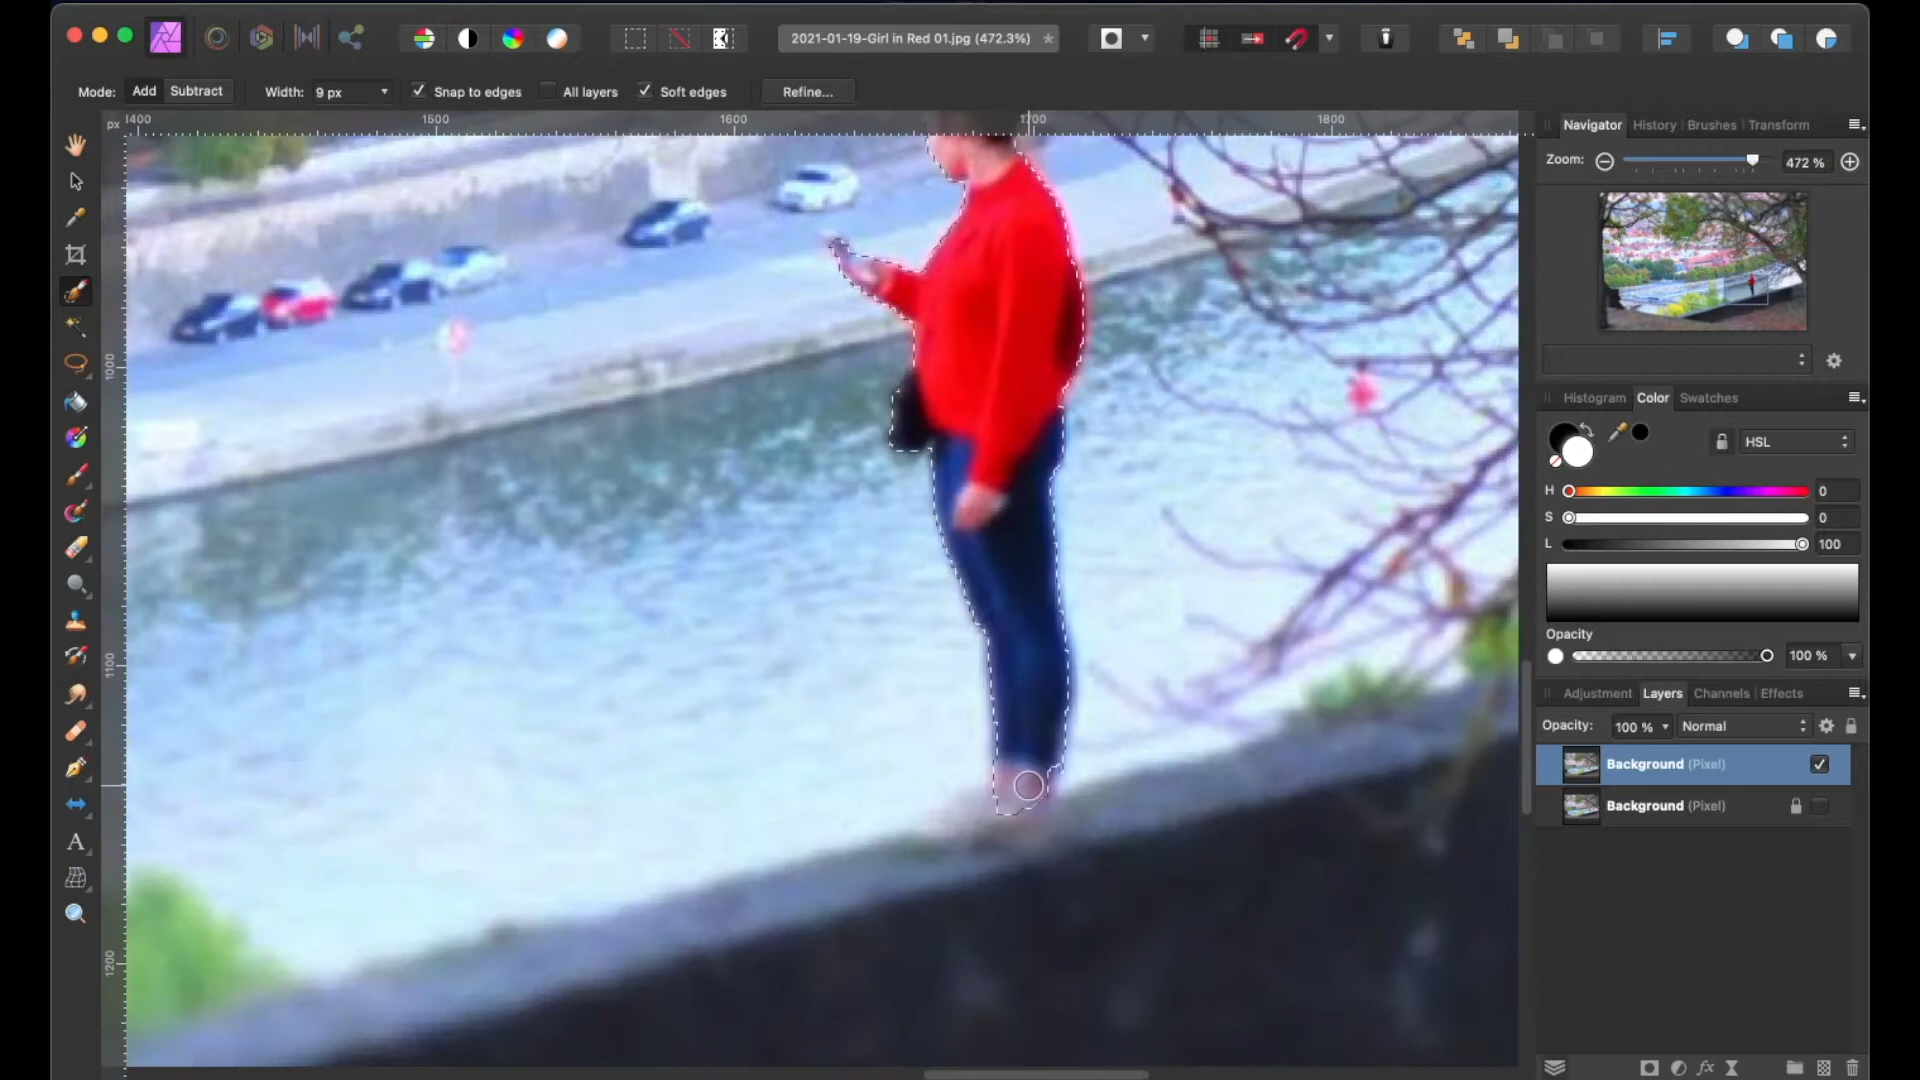 2021-01-19-Girl in Red 01.jpg (472.3%)
Mode: Add Subtract Width: 9 px Snap to edges All layers Soft edges Refine...
px 1400 1500 1600 1700 1800
1000
1100
1200
A
Navigator History Brushes Transform
Zoom: 472 %
Histogram Color Swatches
HSL
H 0
S 0
L 100
Opacity
100 %
Adjustment Layers Channels Effects
Opacity: 100 % Normal
Background (Pixel)
Background (Pixel)
fx